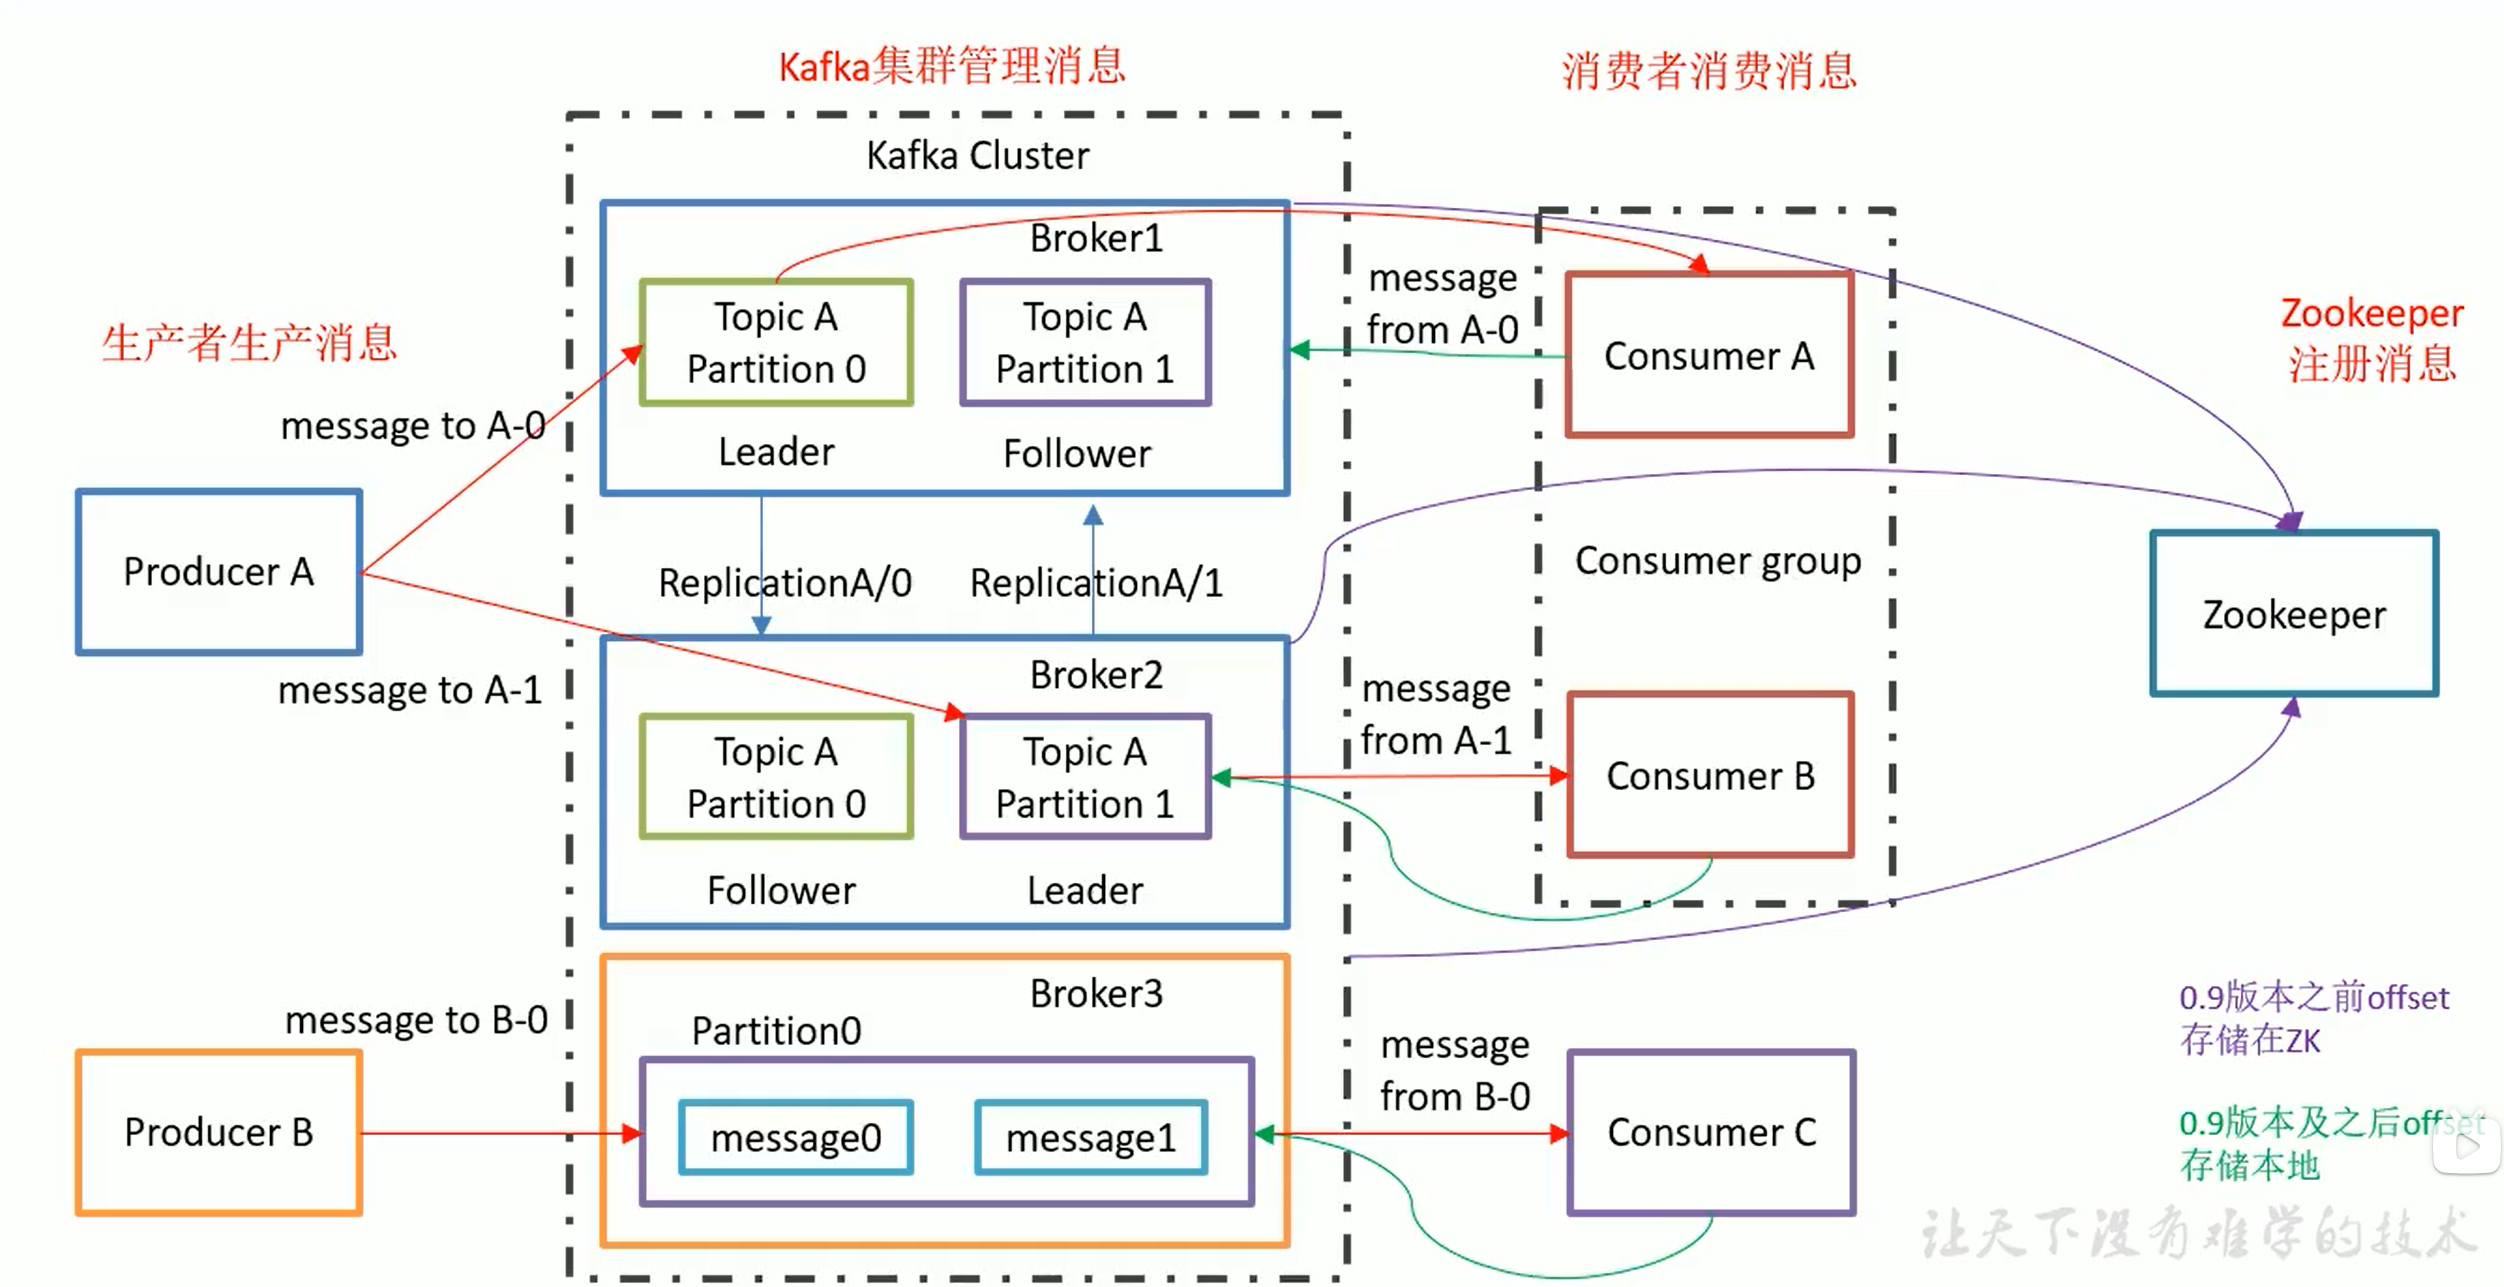 Kafka集群管理消息
消费者消费消息
Kafka Cluster
Broker1
Topic A
Partition 0
Topic A
Partition 1
Leader
Follower
message
from A-0
Consumer A
Zookeeper
注册消息
生产者生产消息
message to A-0
Producer A
ReplicationA/0
ReplicationA/1
Consumer group
Zookeeper
message to A-1
Broker2
Topic A
Partition 0
Topic A
Partition 1
Follower
Leader
message
from A-1
Consumer B
message to B-0
Broker3
Partition0
message0
message1
Producer B
message
from B-0
Consumer C
0.9版本之前offset
存储在ZK
0.9版本及之后offset
存储本地
让天下没有难学的技术